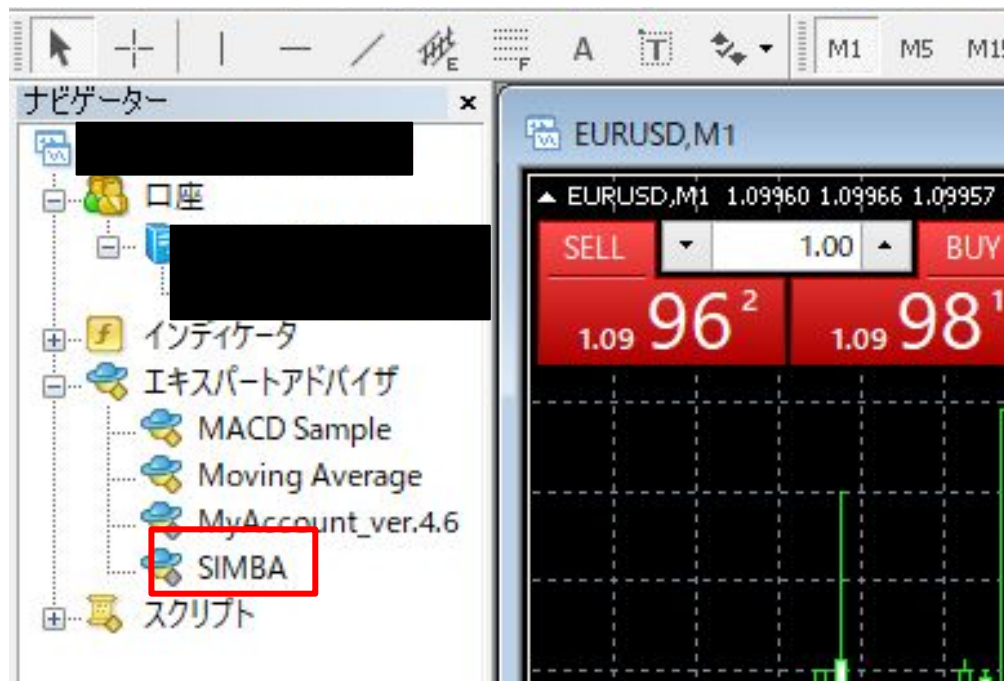 E
F
A
T
M1 M5 M15
ナビゲーター
EURUSD,M1
口座
EURUSD,M1 1.09960 1.09966 1.09957
SELL 1.00 BUY
1.09 96 2 1.09 98 1
インディケータ
エキスパートアドバイザ
MACD Sample
Moving Average
MyAccount_ver.4.6
SIMBA
スクリプト